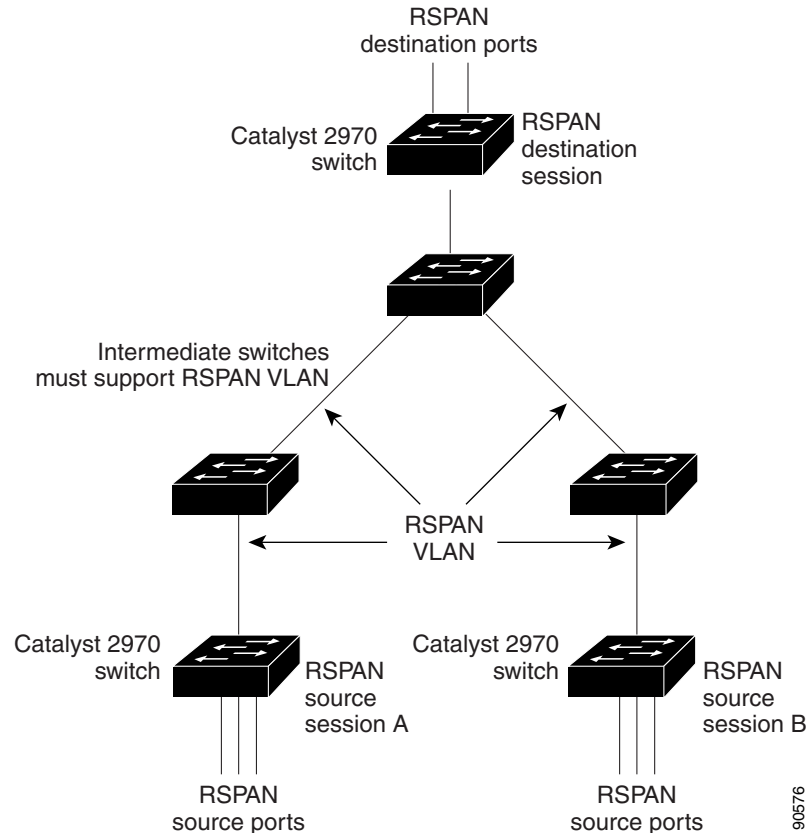 RSPAN
destination ports
Catalyst 2970
switch
RSPAN
destination
session
Intermediate switches
must support RSPAN VLAN
RSPAN
VLAN
Catalyst 2970
switch
RSPAN
source
session A
Catalyst 2970
switch
RSPAN
source
session B
RSPAN
source ports
RSPAN
source ports
90576